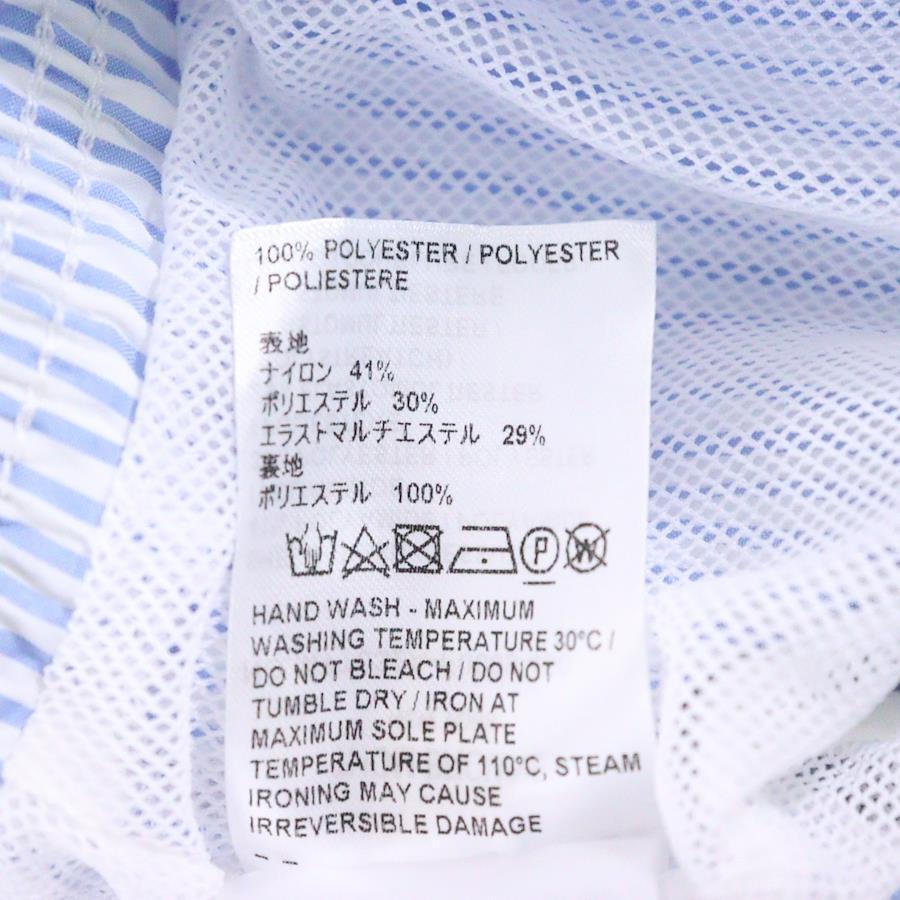 100% POLYESTER / POLYESTER
/ POLIESTERE
表地
ナイロン 41%
ポリエステル 30%
エラストマルチエステル 29%
裏地
ポリエステル 100%
P W
HAND WASH - MAXIMUM
WASHING TEMPERATURE 30°C /
DO NOT BLEACH / DO NOT
TUMBLE DRY / IRON AT
MAXIMUM SOLE PLATE
TEMPERATURE OF 110°C, STEAM
IRONING MAY CAUSE
IRREVERSIBLE DAMAGE